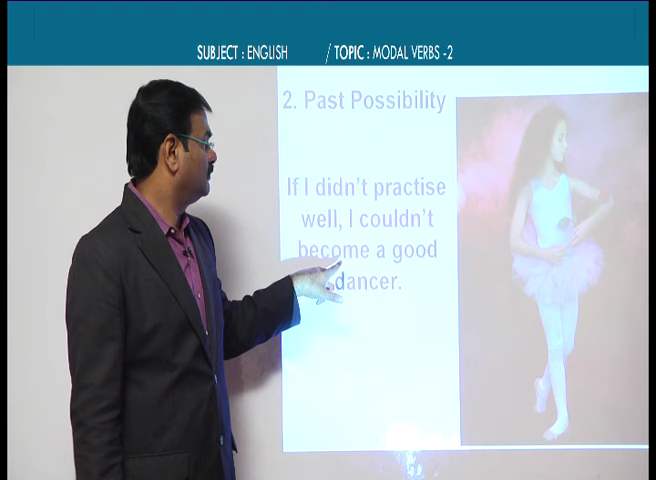 SUBJECT : ENGLISH / TOPIC : MODAL VERBS -2
2. Past Possibility
If I didn't practise
well, I couldn't
become a good
dancer.